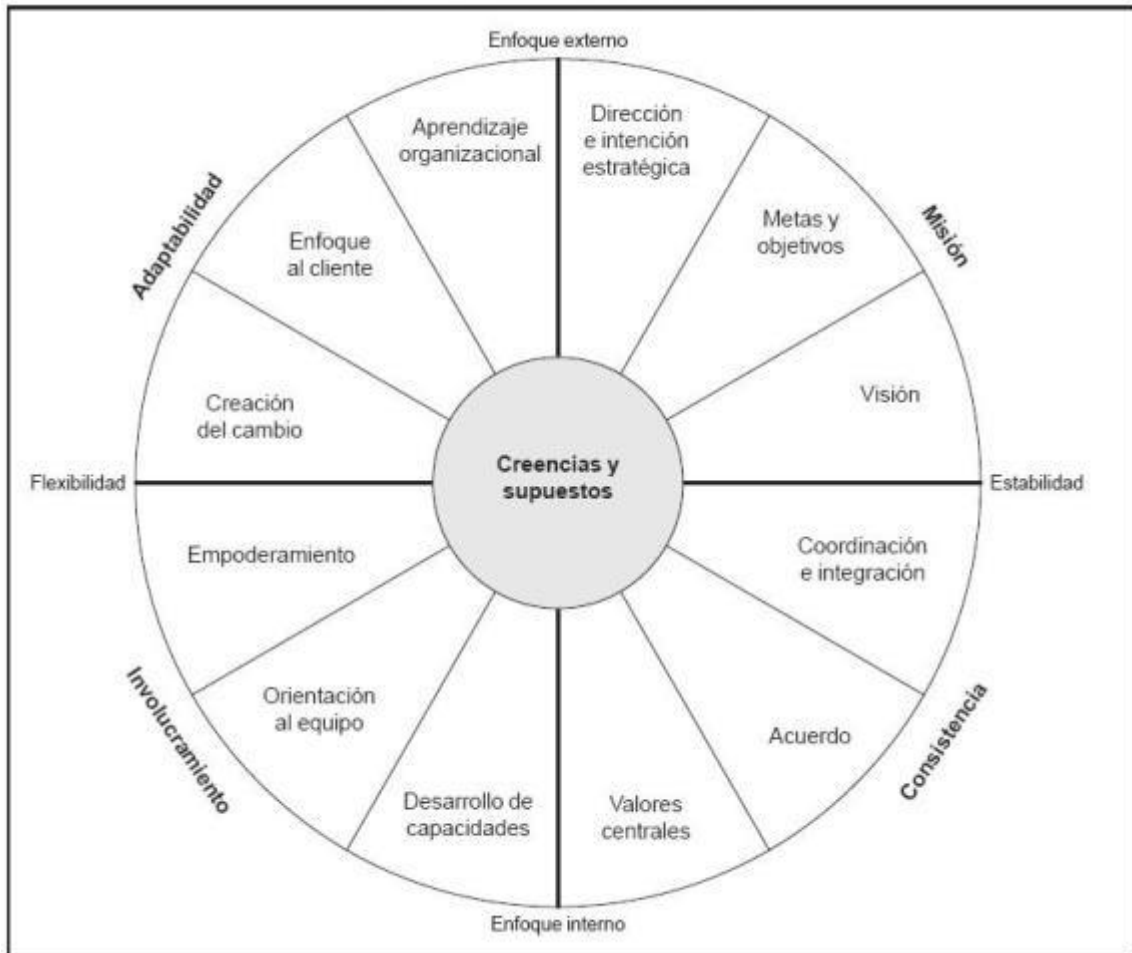 Enfoque externo
Aprendizaje
organizacional
Dirección
e intención
estratégica
Adaptabilidad
Enfoque
al cliente
Metas y
objetivos
Misión
Creación
del cambio
Visión
Flexibilidad
Creencias y
supuestos
Estabilidad
Empoderamiento
Coordinación
e integración
Involucramiento
Orientación
al equipo
Acuerdo
Consistencia
Desarrollo de
capacidades
Valores
centrales
Enfoque interno